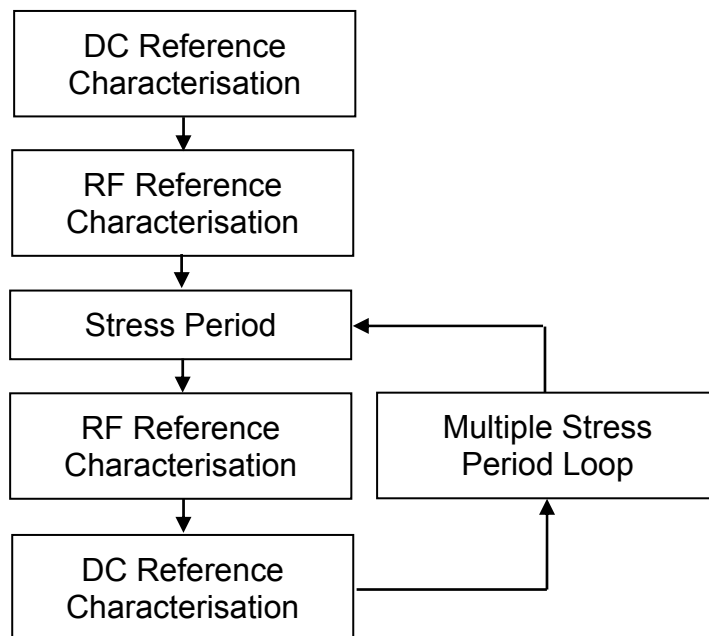 DC Reference
Characterisation
RF Reference
Characterisation
Stress Period
RF Reference
Characterisation
Multiple Stress
Period Loop
DC Reference
Characterisation